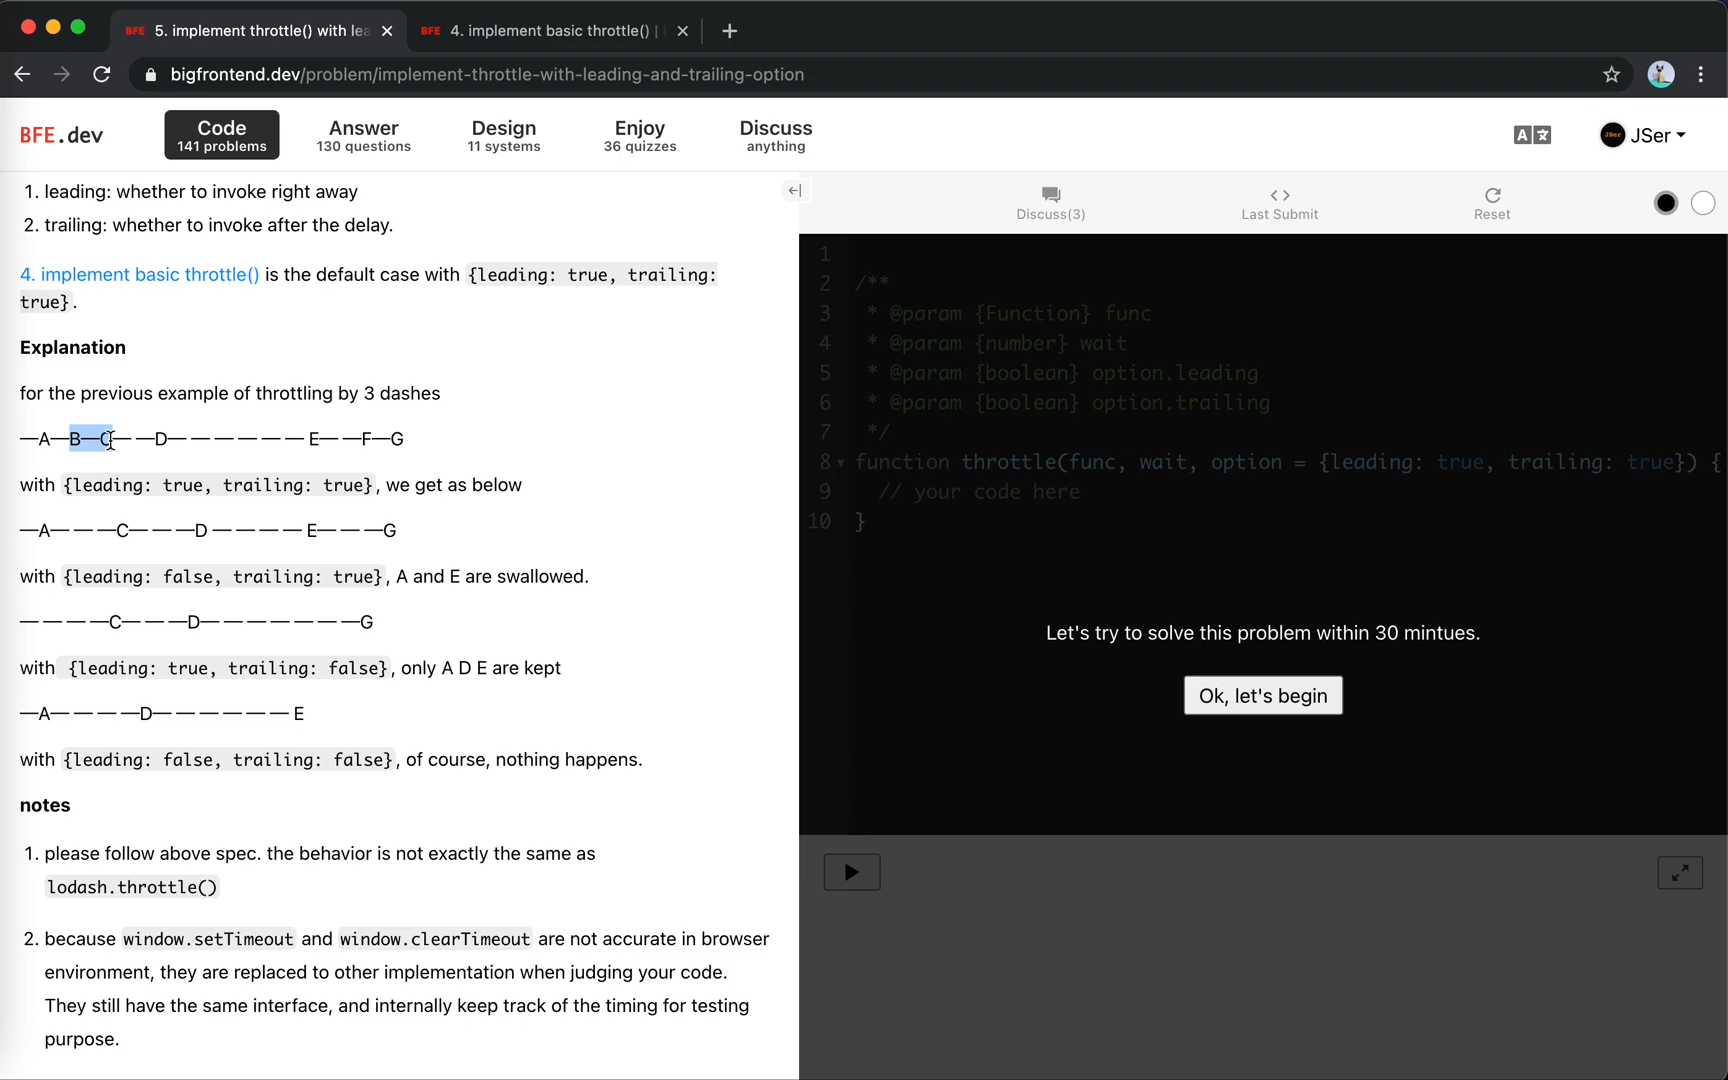 BFE 5. implement throttle() with lea
BFE 4. implement basic throttle() |
bigfrontend.dev/problem/implement-throttle-with-leading-and-trailing-option
BFE.dev
Code
141 problems
Answer
130 questions
Design
11 systems
Enjoy
36 quizzes
Discuss
anything
A
JSer
JSer
1. leading: whether to invoke right away
2. trailing: whether to invoke after the delay.
4. implement basic throttle() is the default case with {leading: true, trailing:
true}.
Explanation
for the previous example of throttling by 3 dashes
—A—B—C— —D— — — — — — E— —F—G
with {leading: true, trailing: true}, we get as below
—A— — —C— — —D — — — — E— — —G
with {leading: false, trailing: true}, A and E are swallowed.
— — — —C— — —D— — — — — — —G
with {leading: true, trailing: false}, only A D E are kept
—A— — — —D— — — — — — E
with {leading: false, trailing: false}, of course, nothing happens.
notes
1. please follow above spec. the behavior is not exactly the same as
lodash.throttle()
2. because window.setTimeout and window.clearTimeout are not accurate in browser
environment, they are replaced to other implementation when judging your code.
They still have the same interface, and internally keep track of the timing for testing
purpose.
Discuss(3)
Last Submit
Reset
1
2 /**
3 * @param {Function} func
4 * @param {number} wait
5 * @param {boolean} option.leading
6 * @param {boolean} option.trailing
7 */
8 function throttle(func, wait, option = {leading: true, trailing: true}) {
9 // your code here
10 }
Let's try to solve this problem within 30 mintues.
Ok, let's begin